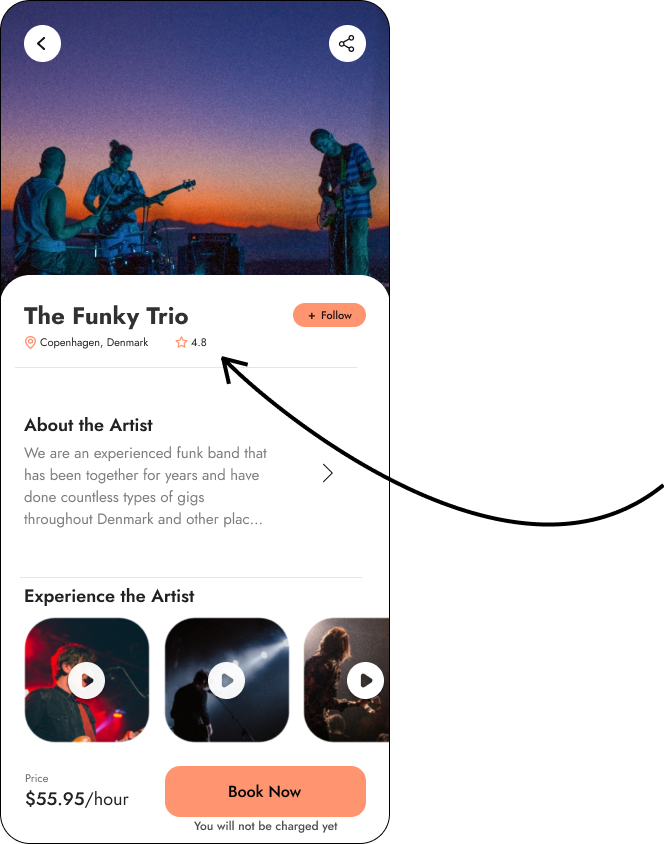 The Funky Trio
+ Follow
Copenhagen, Denmark 4.8
About the Artist
We are an experienced funk band that
has been together for years and have
done countless types of gigs
throughout Denmark and other plac...
Experience the Artist
Price
$55.95/hour
Book Now
You will not be charged yet